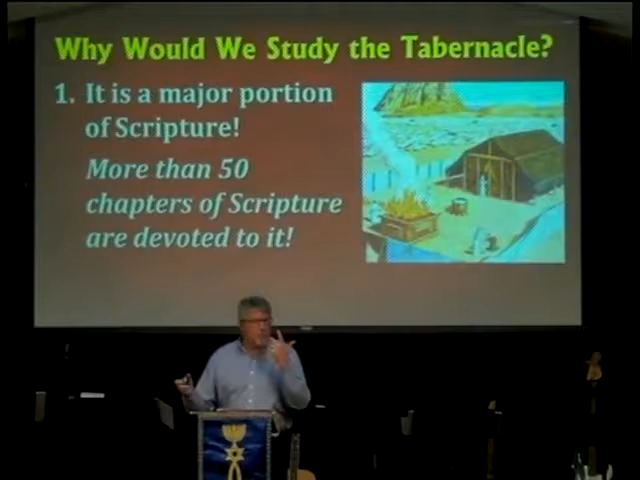 Why Would We Study the Tabernacle?
1. It is a major portion
of Scripture!
More than 50
chapters of Scripture
are devoted to it!